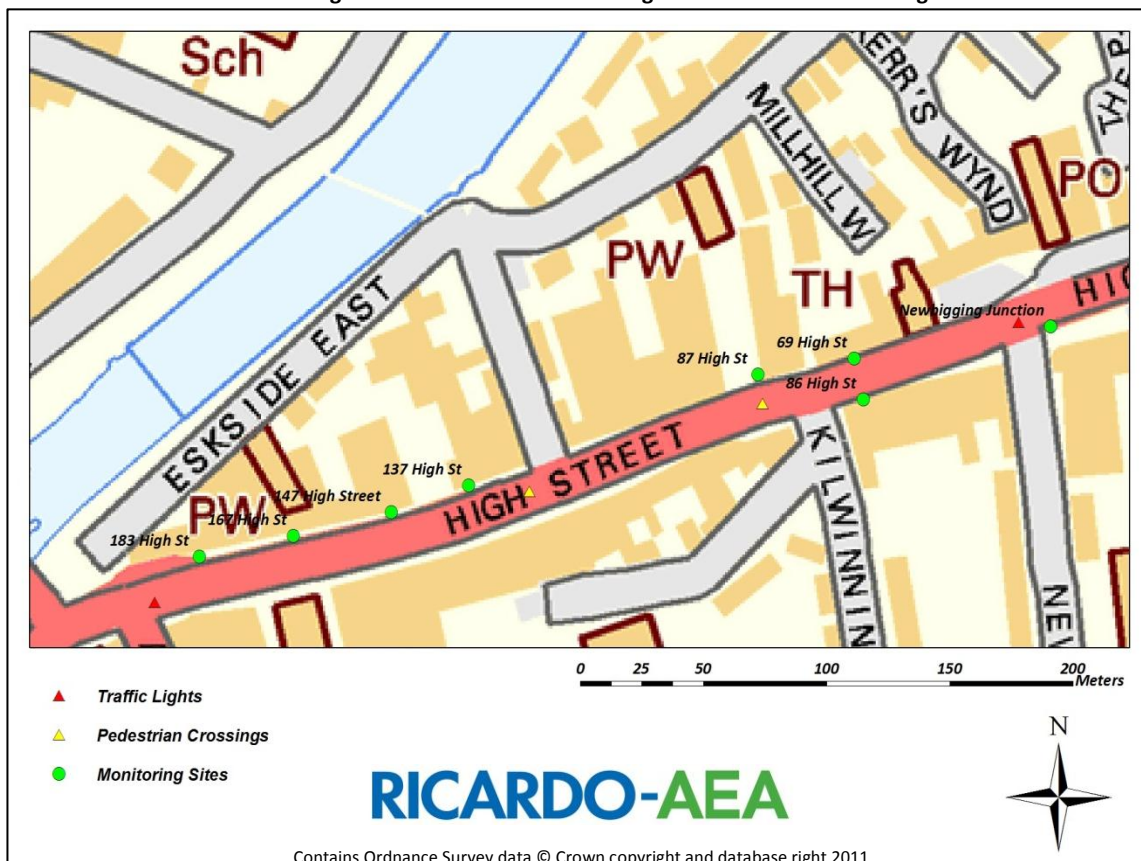 Sch
KERR'S WYND
MILLHILL W
PO
PW
TH
HIG
Newbigging Junction
69 High St
87 High St
86 High St
ESKSIDE EAST
HIGH STREET
KILWINNIN
137 High St
147 High Street
PW
167 High St
183 High St
0 25 50 100 150 200
Meters
Traffic Lights
Pedestrian Crossings
Monitoring Sites
N
RICARDO-AEA
Contains Ordnance Survey data © Crown copyright and database right 2011